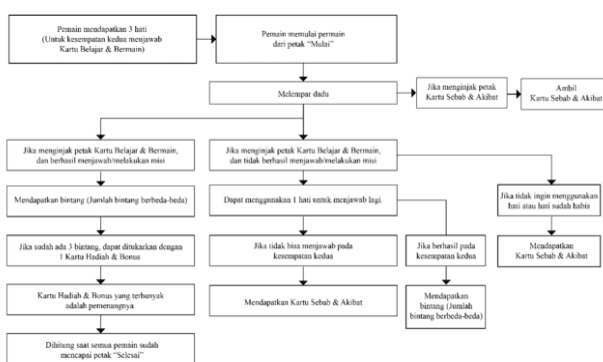 Pemain mendapatkan 3 hati
(Untuk kesempatan kedua menjawab
Kartu Belajar & Bermain)
Pemain memulai permain
dari petak “Mulai”
Melempar dadu
Jika menginjak petak
Kartu Sebab & Akibat
Ambil
Kartu Sebab & Akibat
Jika menginjak petak Kartu Belajar & Bermain,
dan berhasil menjawab/melakukan misi
Jika menginjak petak Kartu Belajar & Bermain,
dan tidak berhasil menjawab/melakukan misi
Mendapatkan bintang (Jumlah bintang berbeda-beda)
Dapat menggunakan 1 hati untuk menjawab lagi.
Jika tidak ingin menggunakan
hati atau hati sudah habis
Jika sudah ada 3 bintang, dapat ditukarkan dengan
1 Kartu Hadiah & Bonus
Jika tidak bisa menjawab pada
kesempatan kedua
Jika berhasil pada
kesempatan kedua
Mendapatkan
Kartu Sebab & Akibat
Kartu Hadiah & Bonus yang terbanyak
adalah pemenangnya
Mendapatkan Kartu Sebab & Akibat
Mendapatkan
bintang (Jumlah
bintang berbeda-beda)
Dihitung saat semua pemain sudah
mencapai petak “Selesai”